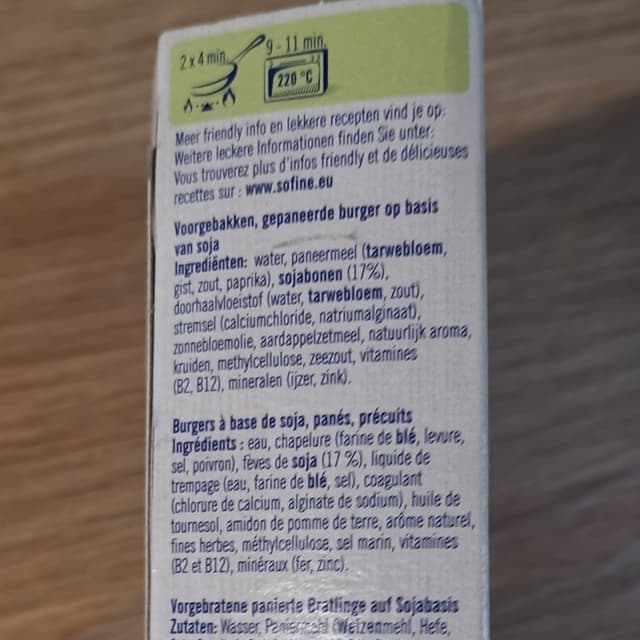 2 x 4 min.
9 - 11 min.
220 °C
Meer friendly info en lekkere recepten vind je op:
Weitere leckere Informationen finden Sie unter:
Vous trouverez plus d'infos friendly et de délicieuses
recettes sur : www.sofine.eu
Voorgebakken, gepaneerde burger op basis
van soja
Ingrediënten: water, paneermeel (tarwebloem,
gist, zout, paprika), sojabonen (17%),
doorhaalvloeistof (water, tarwebloem, zout),
stremsel (calciumchloride, natriumalginaat),
zonnebloemolie, aardappelzetmeel, natuurlijk aroma,
kruiden, methylcellulose, zeezout, vitamines
(B2, B12), mineralen (ijzer, zink).
Burgers à base de soja, panés, précuits
Ingrédients : eau, chapelure (farine de blé, levure,
sel, poivron), fèves de soja (17 %), liquide de
trempage (eau, farine de blé, sel), coagulant
(chlorure de calcium, alginate de sodium), huile de
tournesol, amidon de pomme de terre, arôme naturel,
fines herbes, méthylcellulose, sel marin, vitamines
(B2 et B12), minéraux (fer, zinc).
Vorgebratene panierte Bratlinge auf Sojabasis
Zutaten: Wasser, Paniermehl (Weizenmehl, Hefe,